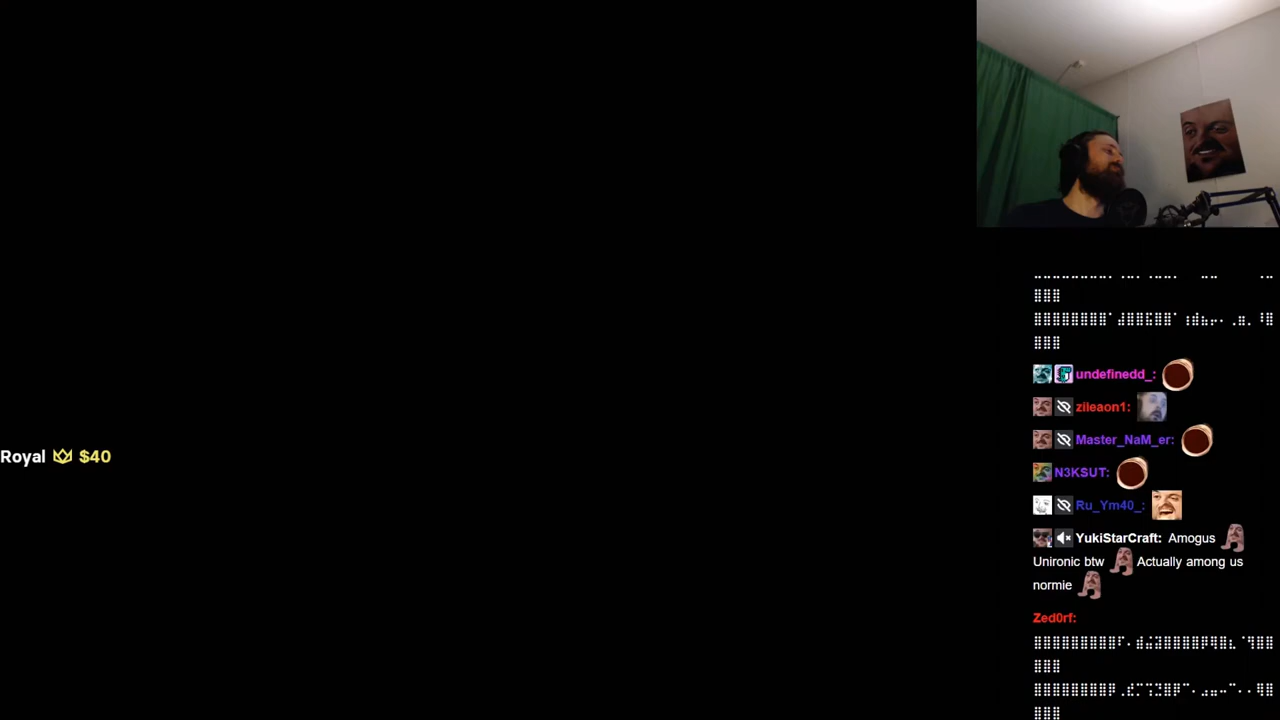 undefinedd_:
zileaon1:
Master_NaM_er:
N3KSUT:
Ru_Ym40_:
Royal $40
YukiStarCraft: Amogus
Unironic btw Actually among us
normie
Zed0rf: